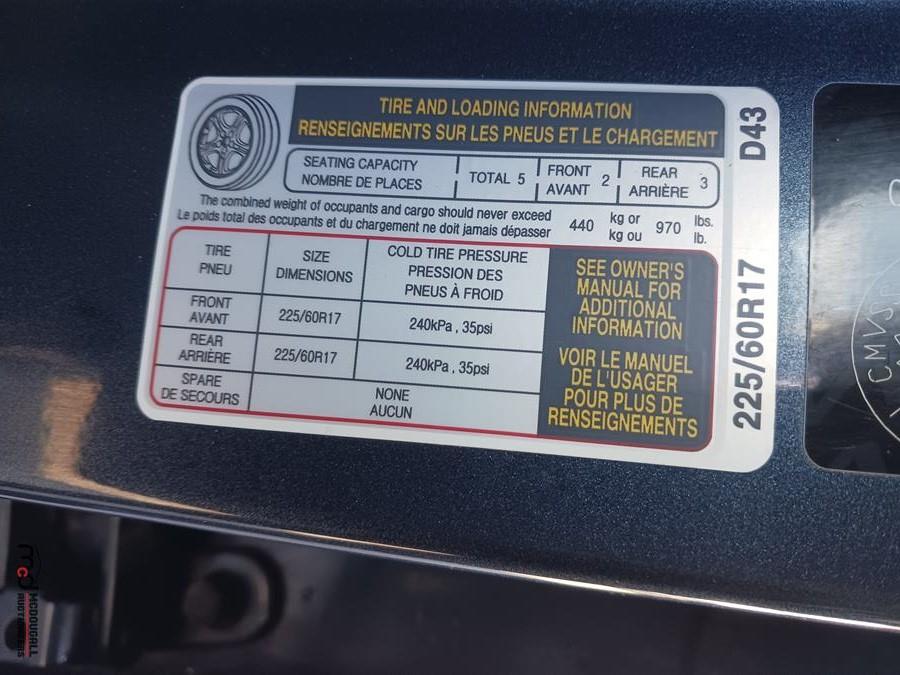 TIRE AND LOADING INFORMATION
RENSEIGNEMENTS SUR LES PNEUS ET LE CHARGEMENT
SEATING CAPACITY
NOMBRE DE PLACES
TOTAL 5
FRONT
AVANT
2
REAR
ARRIÈRE
3
The combined weight of occupants and cargo should never exceed
Le poids total des occupants et du chargement ne doit jamais dépasser
440
kg or
kg ou
970
lbs.
lb.
TIRE
PNEU
SIZE
DIMENSIONS
COLD TIRE PRESSURE
PRESSION DES
PNEUS À FROID
FRONT
AVANT
225/60R17
240kPa , 35psi
REAR
ARRIÈRE
225/60R17
240kPa , 35psi
SPARE
DE SECOURS
NONE
AUCUN
SEE OWNER'S
MANUAL FOR
ADDITIONAL
INFORMATION
VOIR LE MANUEL
DE L'USAGER
POUR PLUS DE
RENSEIGNEMENTS
225/60R17 D43
CMVS
mcd
MCDOUGALL
AUCTIONEERS